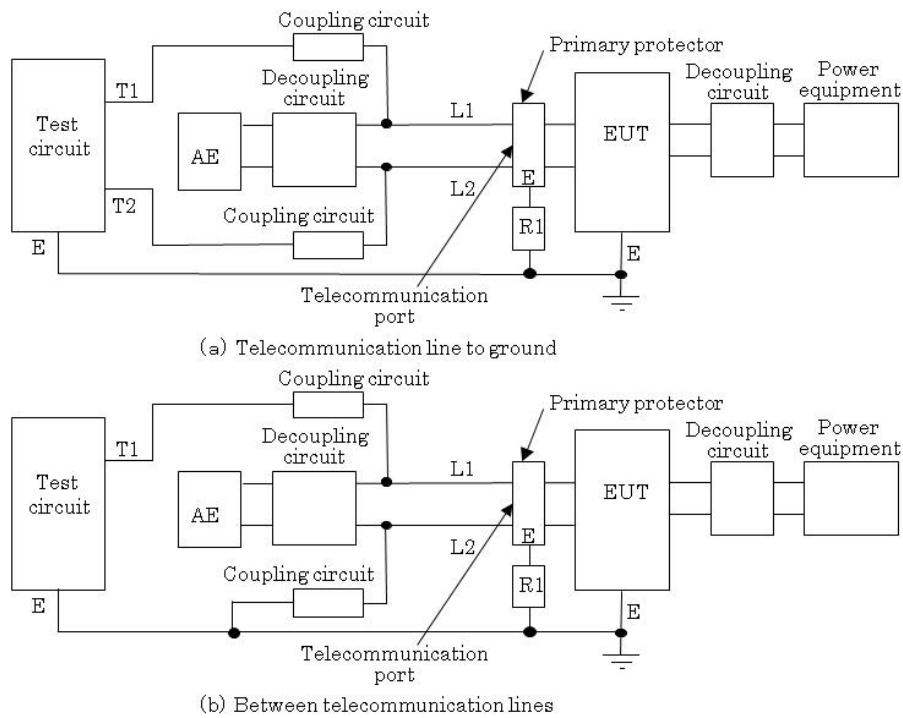 Coupling circuit
Primary protector
T1
Decoupling
circuit
Decoupling
circuit
Power
equipment
Test
circuit
AE
L1
EUT
L2
E
T2
Coupling circuit
R1
E
E
Telecommunication
port
(a) Telecommunication line to ground
Coupling circuit
Primary protector
T1
Decoupling
circuit
Decoupling
circuit
Power
equipment
Test
circuit
AE
L1
EUT
L2
E
Coupling circuit
R1
E
E
Telecommunication
port
(b) Between telecommunication lines